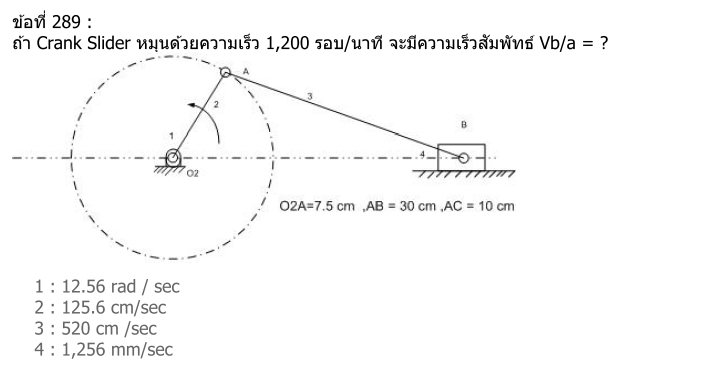 ข้อที่ 289 :
ถ้า Crank Slider หมุนด้วยความเร็ว 1,200 รอบ/นาที จะมีความเร็วสัมพัทธ์ Vb/a = ?
A
3
2
B
1
4
O2
O2A=7.5 cm ,AB = 30 cm ,AC = 10 cm
1 : 12.56 rad / sec
2 : 125.6 cm/sec
3 : 520 cm /sec
4 : 1,256 mm/sec